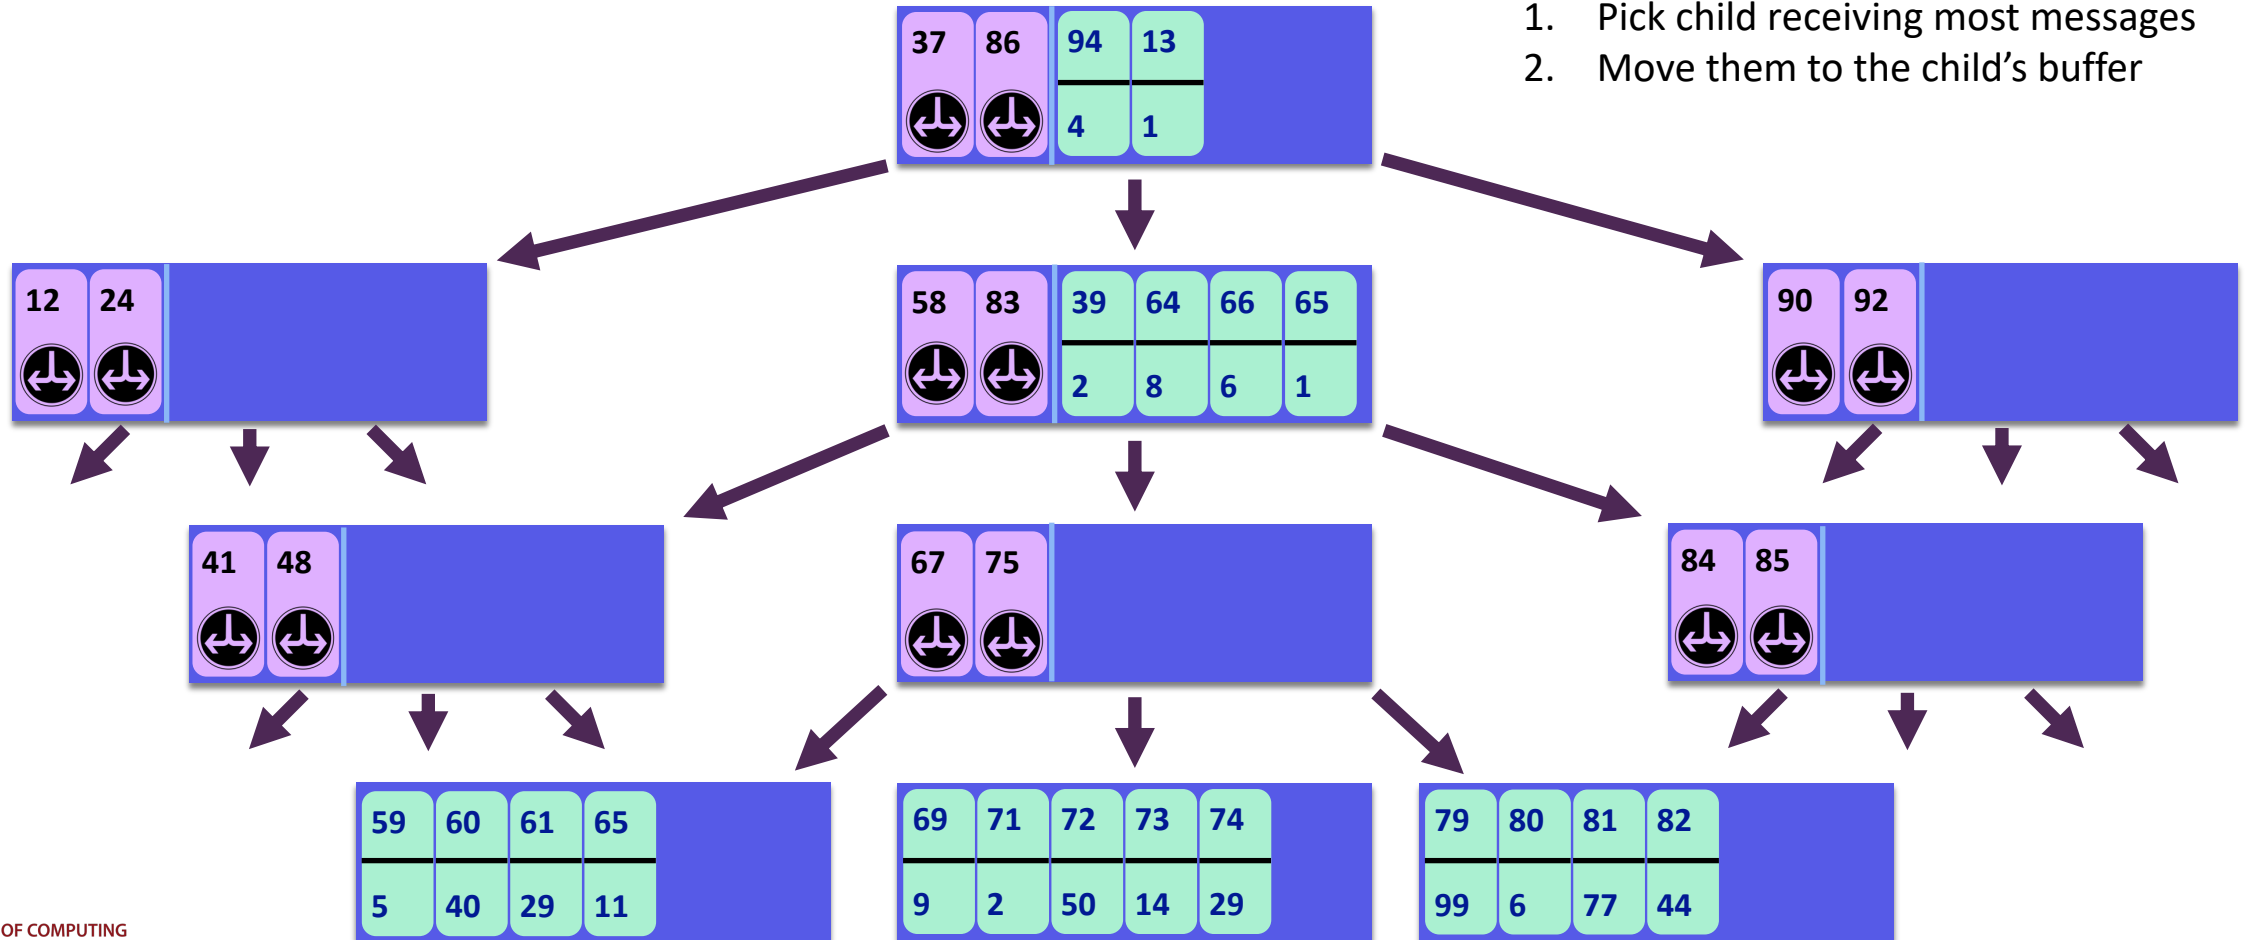 1. Pick child receiving most messages
2. Move them to the child's buffer
37 86 94 13
4 1
12 24
58 83 39 64 66 65
2 8 6 1
90 92
41 48
67 75
84 85
59 60 61 65
5 40 29 11
69 71 72 73 74
9 2 50 14 29
79 80 81 82
99 6 77 44
OF COMPUTING